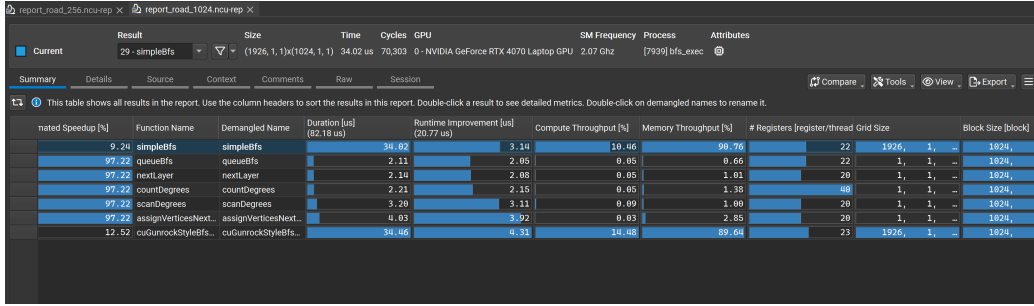 report_road_256.ncu-rep × report_road_1024.ncu-rep ×
Result Size Time Cycles GPU SM Frequency Process Attributes
Current 29 - simpleBfs (1926, 1, 1)x(1024, 1, 1) 34.02 us 70,303 0 - NVIDIA GeForce RTX 4070 Laptop GPU 2.07 Ghz [7939] bfs_exec
Summary Details Source Context Comments Raw Session Compare Tools View Export
This table shows all results in the report. Use the column headers to sort the results in this report. Double-click a result to see detailed metrics. Double-click on demangled names to rename it.
nated Speedup [%] Function Name Demangled Name Duration [us] (82.18 us) Runtime Improvement [us] (20.77 us) Compute Throughput [%] Memory Throughput [%] # Registers [register/thread Grid Size Block Size [block]
9.24 simpleBfs simpleBfs 34.02 3.14 10.46 90.76 22 1926, 1, … 1024,
97.22 queueBfs queueBfs 2.11 2.05 0.05 0.66 22 1, 1, … 1024,
97.22 nextLayer nextLayer 2.14 2.08 0.05 1.01 20 1, 1, … 1024,
97.22 countDegrees countDegrees 2.21 2.15 0.05 1.38 40 1, 1, … 1024,
97.22 scanDegrees scanDegrees 3.20 3.11 0.09 1.00 20 1, 1, … 1024,
97.22 assignVerticesNext... assignVerticesNext... 4.03 3.92 0.03 2.85 20 1, 1, … 1024,
12.52 cuGunrockStyleBfs... cuGunrockStyleBfs... 34.46 4.31 14.48 89.64 23 1926, 1, … 1024,